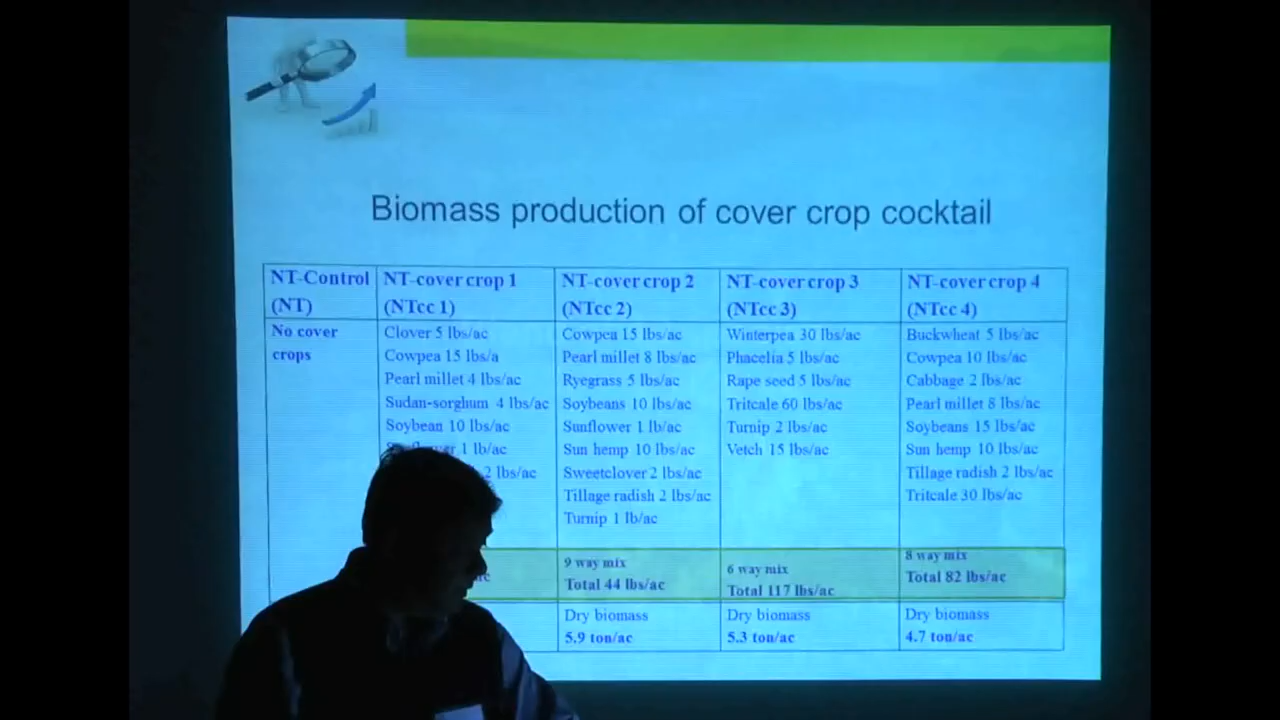 Biomass production of cover crop cocktail
NT-Control
(NT)
No cover
crops
NT-cover crop 1
(NTcc 1)
Clover 5 lbs/ac
Cowpea 15 lbs/a
Pearl millet 4 lbs/ac
Sudan-sorghum 4 lbs/ac
Soybean 10 lbs/ac
1 lb/ac
2 lbs/ac
NT-cover crop 2
(NTcc 2)
Cowpea 15 lbs/ac
Pearl millet 8 lbs/ac
Ryegrass 5 lbs/ac
Soybeans 10 lbs/ac
Sunflower 1 lb/ac
Sun hemp 10 lbs/ac
Sweetclover 2 lbs/ac
Tillage radish 2 lbs/ac
Turnip 1 lb/ac
9 way mix
Total 44 lbs/ac
Dry biomass
5.9 ton/ac
NT-cover crop 3
(NTcc 3)
Winterpea 30 lbs/ac
Phacelia 5 lbs/ac
Rape seed 5 lbs/ac
Tritcale 60 lbs/ac
Turnip 2 lbs/ac
Vetch 15 lbs/ac
6 way mix
Total 117 lbs/ac
Dry biomass
5.3 ton/ac
NT-cover crop 4
(NTcc 4)
Buckwheat 5 lbs/ac
Cowpea 10 lbs/ac
Cabbage 2 lbs/ac
Pearl millet 8 lbs/ac
Soybeans 15 lbs/ac
Sun hemp 10 lbs/ac
Tillage radish 2 lbs/ac
Tritcale 30 lbs/ac
8 way mix
Total 82 lbs/ac
Dry biomass
4.7 ton/ac